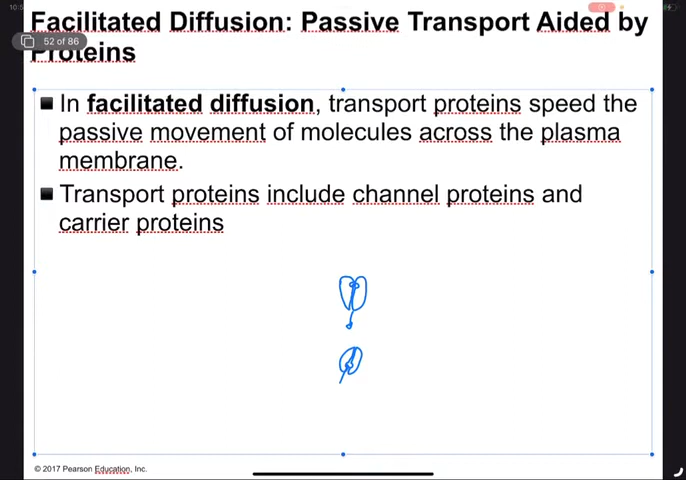 Facilitated Diffusion: Passive Transport Aided by
52 of 86
Proteins
In facilitated diffusion, transport proteins speed the
passive movement of molecules across the plasma
membrane.
Transport proteins include channel proteins and
carrier proteins
© 2017 Pearson Education, Inc.